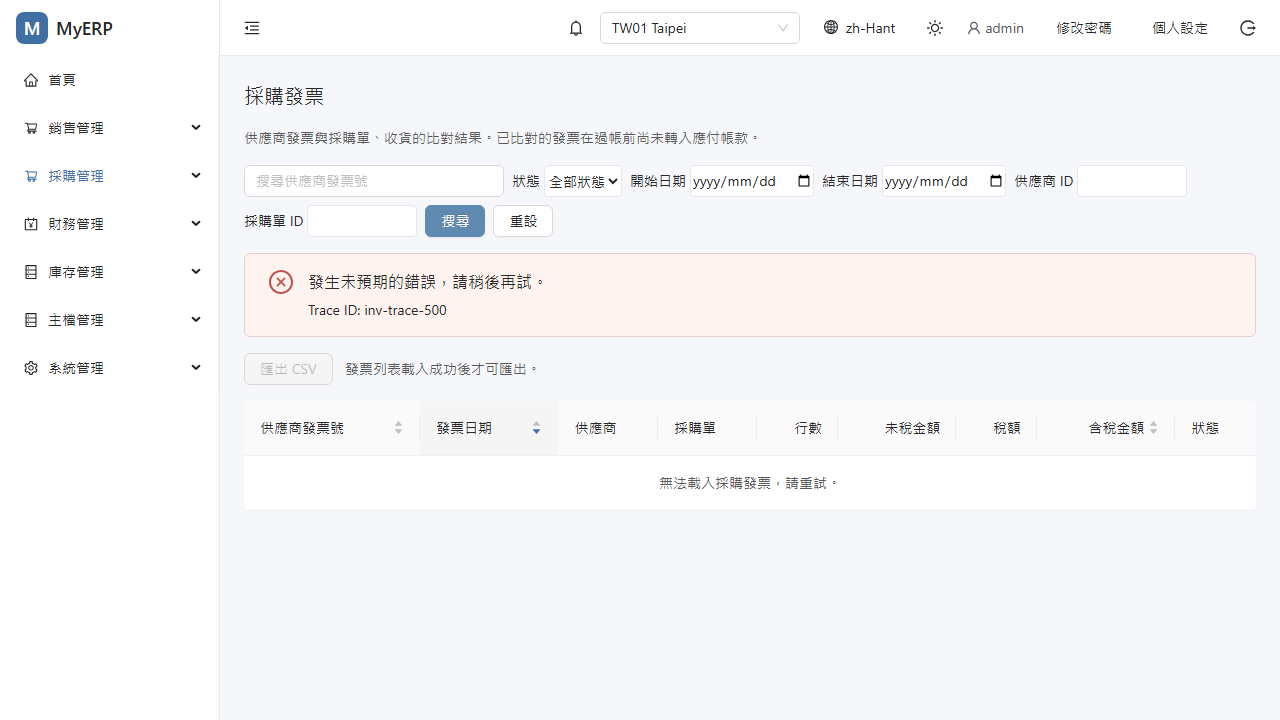 M MyERP
TW01 Taipei
zh-Hant
admin
修改密碼
個人設定
首頁
銷售管理
採購管理
財務管理
庫存管理
主檔管理
系統管理
採購發票
供應商發票與採購單、收貨的比對結果。已比對的發票在過帳前尚未轉入應付帳款。
搜尋供應商發票號 狀態 全部狀態 開始日期 yyyy/mm/dd 結束日期 yyyy/mm/dd 供應商 ID
採購單 ID 搜尋 重設
發生未預期的錯誤，請稍後再試。
Trace ID: inv-trace-500
匯出 CSV 發票列表載入成功後才可匯出。
供應商發票號 發票日期 供應商 採購單 行數 未稅金額 稅額 含稅金額 狀態
無法載入採購發票，請重試。